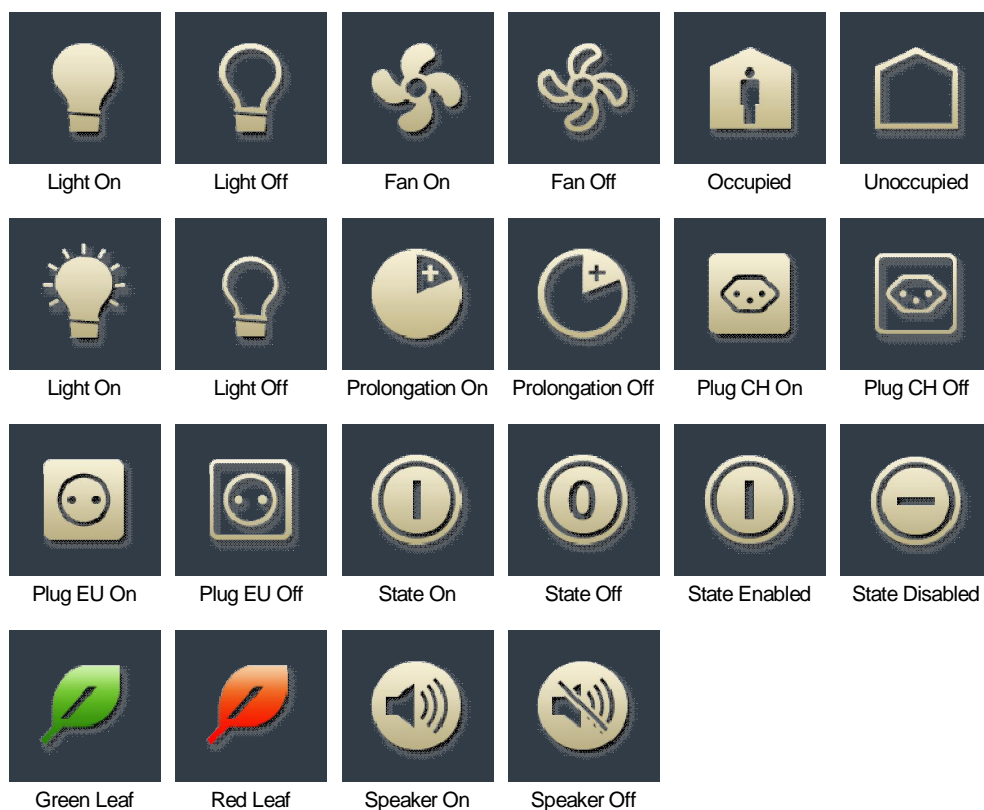 Light On Light Off Fan On Fan Off Occupied Unoccupied
Light On Light Off Prolongation On Prolongation Off Plug CH On Plug CH Off
0
Plug EU On Plug EU Off State On State Off State Enabled State Disabled
Green Leaf Red Leaf Speaker On Speaker Off